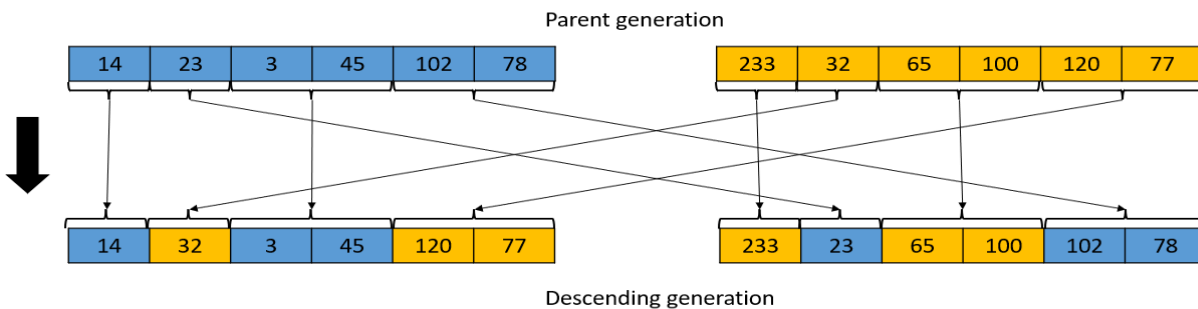 Parent generation
14 23 3 45 102 78 233 32 65 100 120 77
14 32 3 45 120 77 233 23 65 100 102 78
Descending generation